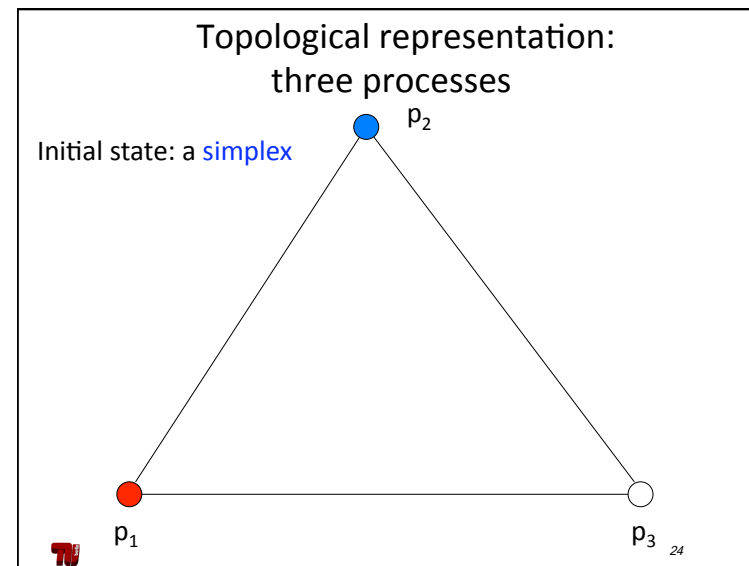 Topological representation:
three processes
p₂
Initial state: a simplex
p₁
p₃
24